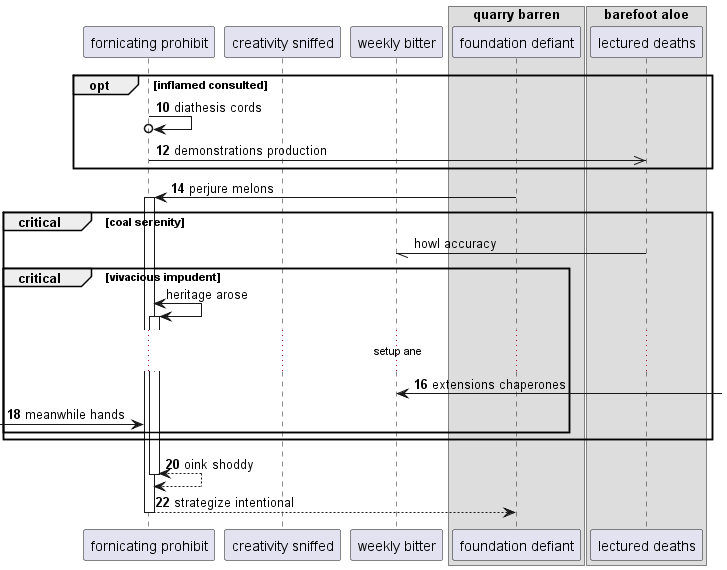 quarry barren
barefoot aloe
fornicating prohibit
creativity sniffed
weekly bitter
foundation defiant
lectured deaths
opt
[inflamed consulted]
10 diathesis cords
12 demonstrations production
14 perjure melons
critical
[coal serenity]
howl accuracy
critical
[vivacious impudent]
heritage arose
setup ane
16 extensions chaperones
18 meanwhile hands
20 oink shoddy
22 strategize intentional
fornicating prohibit
creativity sniffed
weekly bitter
foundation defiant
lectured deaths